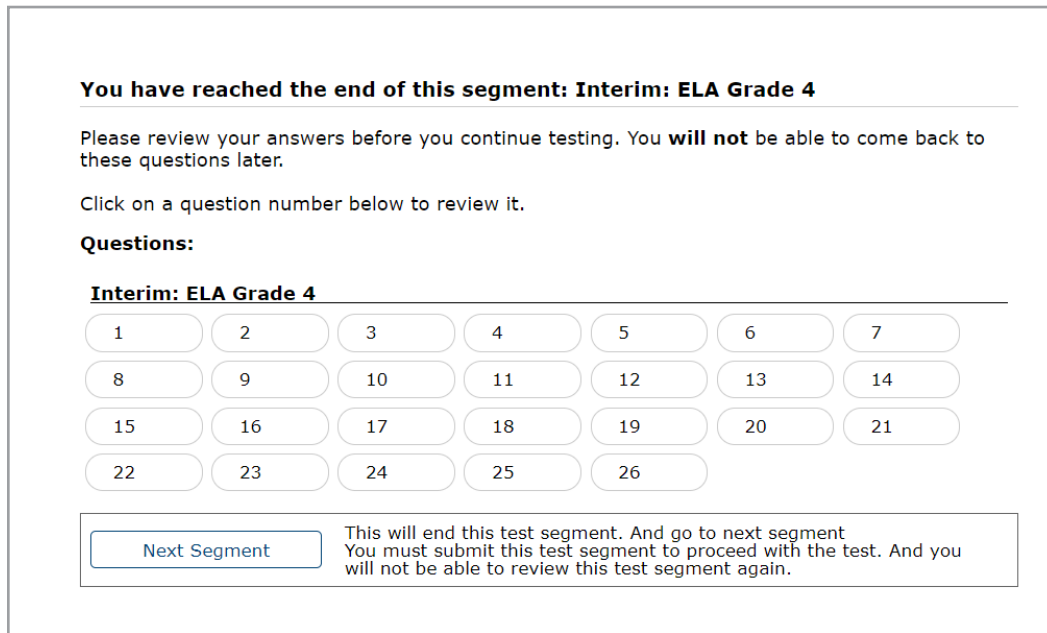 You have reached the end of this segment: Interim: ELA Grade 4
Please review your answers before you continue testing. You will not be able to come back to
these questions later.
Click on a question number below to review it.
Questions:
Interim: ELA Grade 4
1 2 3 4 5 6 7
8 9 10 11 12 13 14
15 16 17 18 19 20 21
22 23 24 25 26
Next Segment
This will end this test segment. And go to next segment
You must submit this test segment to proceed with the test. And you
will not be able to review this test segment again.